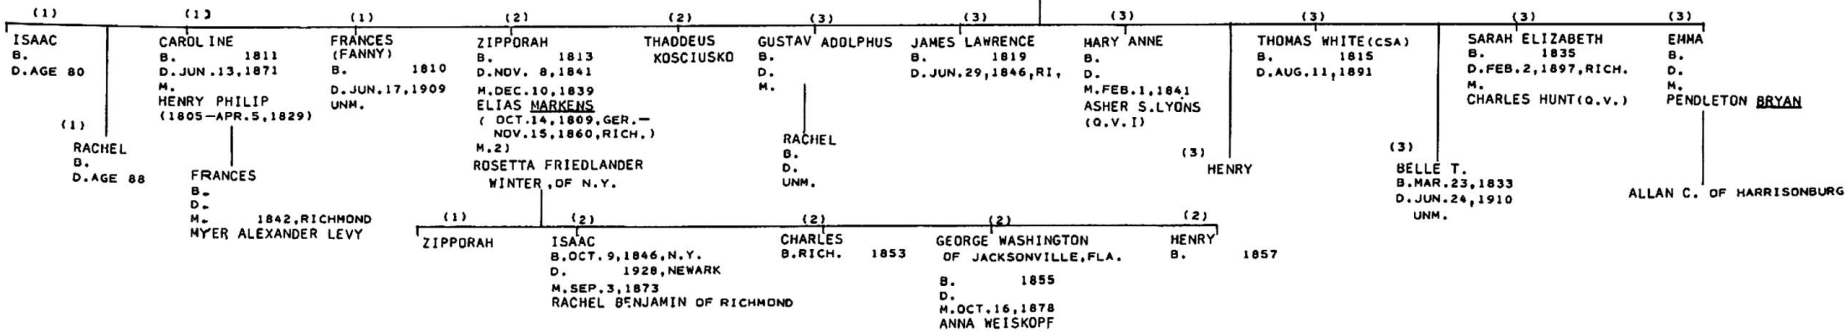 (1)
ISAAC
B.
D.AGE 80
(1)
RACHEL
B.
D.AGE 88
(1)
CAROLINE
B. 1811
D.JUN.13,1871
M.
HENRY PHILIP
(1805-APR.5,1829)
FRANCES
B.
D.
M. 1842,RICHMOND
MYER ALEXANDER LEVY
(1)
FRANCES
(FANNY)
B. 1810
D.JUN.17,1909
UNM.
(2)
ZIPPORAH
B. 1813
D.NOV. 8,1841
M.DEC.10,1839
ELIAS MARKENS
( OCT.14,1809,GER.-
NOV.15,1860,RICH.)
M.2)
ROSETTA FRIEDLANDER
WINTER ,OF N.Y.
(1)
ZIPPORAH
(2)
ISAAC
B.OCT.9,1846,N.Y.
D. 1928,NEWARK
M.SEP.3,1873
RACHEL BENJAMIN OF RICHMOND
(2)
CHARLES
B.RICH. 1853
(2)
GEORGE WASHINGTON
OF JACKSONVILLE,FLA.
B. 1855
D.
M.OCT.16,1878
ANNA WEISKOPF
(2)
HENRY
B. 1857
(2)
THADDEUS
KOSCIUSKO
(3)
GUSTAV ADOLPHUS
B.
D.
M.
RACHEL
B.
D.
UNM.
(3)
JAMES LAWRENCE
B. 1819
D.JUN.29,1846,RI,
(3)
MARY ANNE
B.
D.
M.FEB.1,1841
ASHER S.LYONS
(Q.V.I)
(3)
HENRY
(3)
THOMAS WHITE(CSA)
B. 1815
D.AUG.11,1891
(3)
BELLE T.
B.MAR.23,1833
D.JUN.24,1910
UNM.
(3)
SARAH ELIZABETH
B. 1835
D.FEB.2,1897,RICH.
M.
CHARLES HUNT(Q.V.)
(3)
EMMA
B.
D.
M.
PENDLETON BRYAN
ALLAN C. OF HARRISONBURG